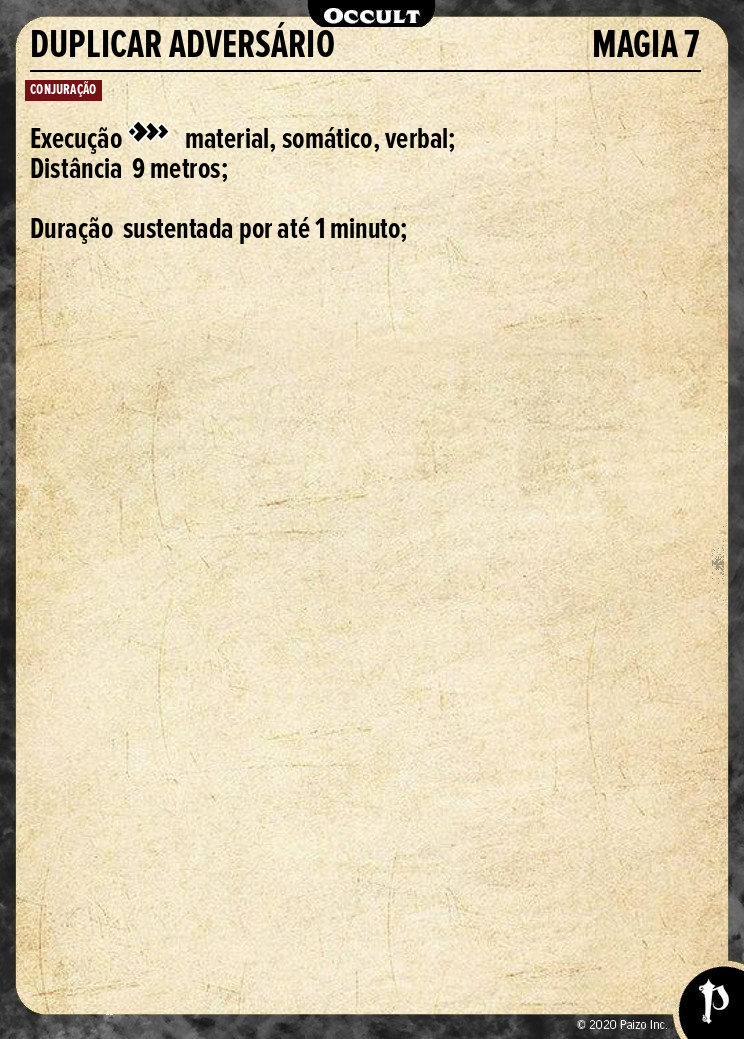 OCCULT
DUPLICAR ADVERSÁRIO MAGIA 7
CONJURAÇÃO
Execução material, somático, verbal;
Distância 9 metros;
Duração sustentada por até 1 minuto;
© 2020 Paizo Inc.